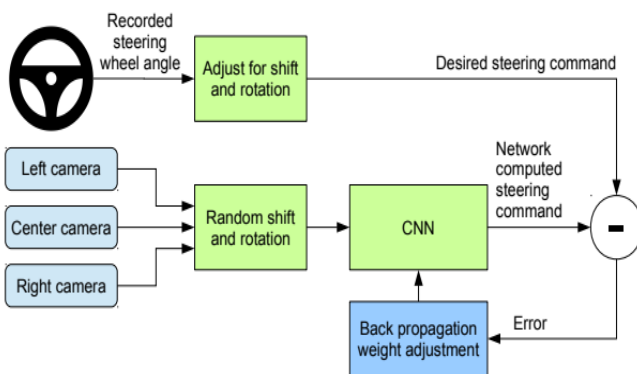 Recorded
steering
wheel angle
Adjust for shift
and rotation
Desired steering command
Left camera
Center camera
Right camera
Random shift
and rotation
CNN
Network
computed
steering
command
-
Back propagation
weight adjustment
Error